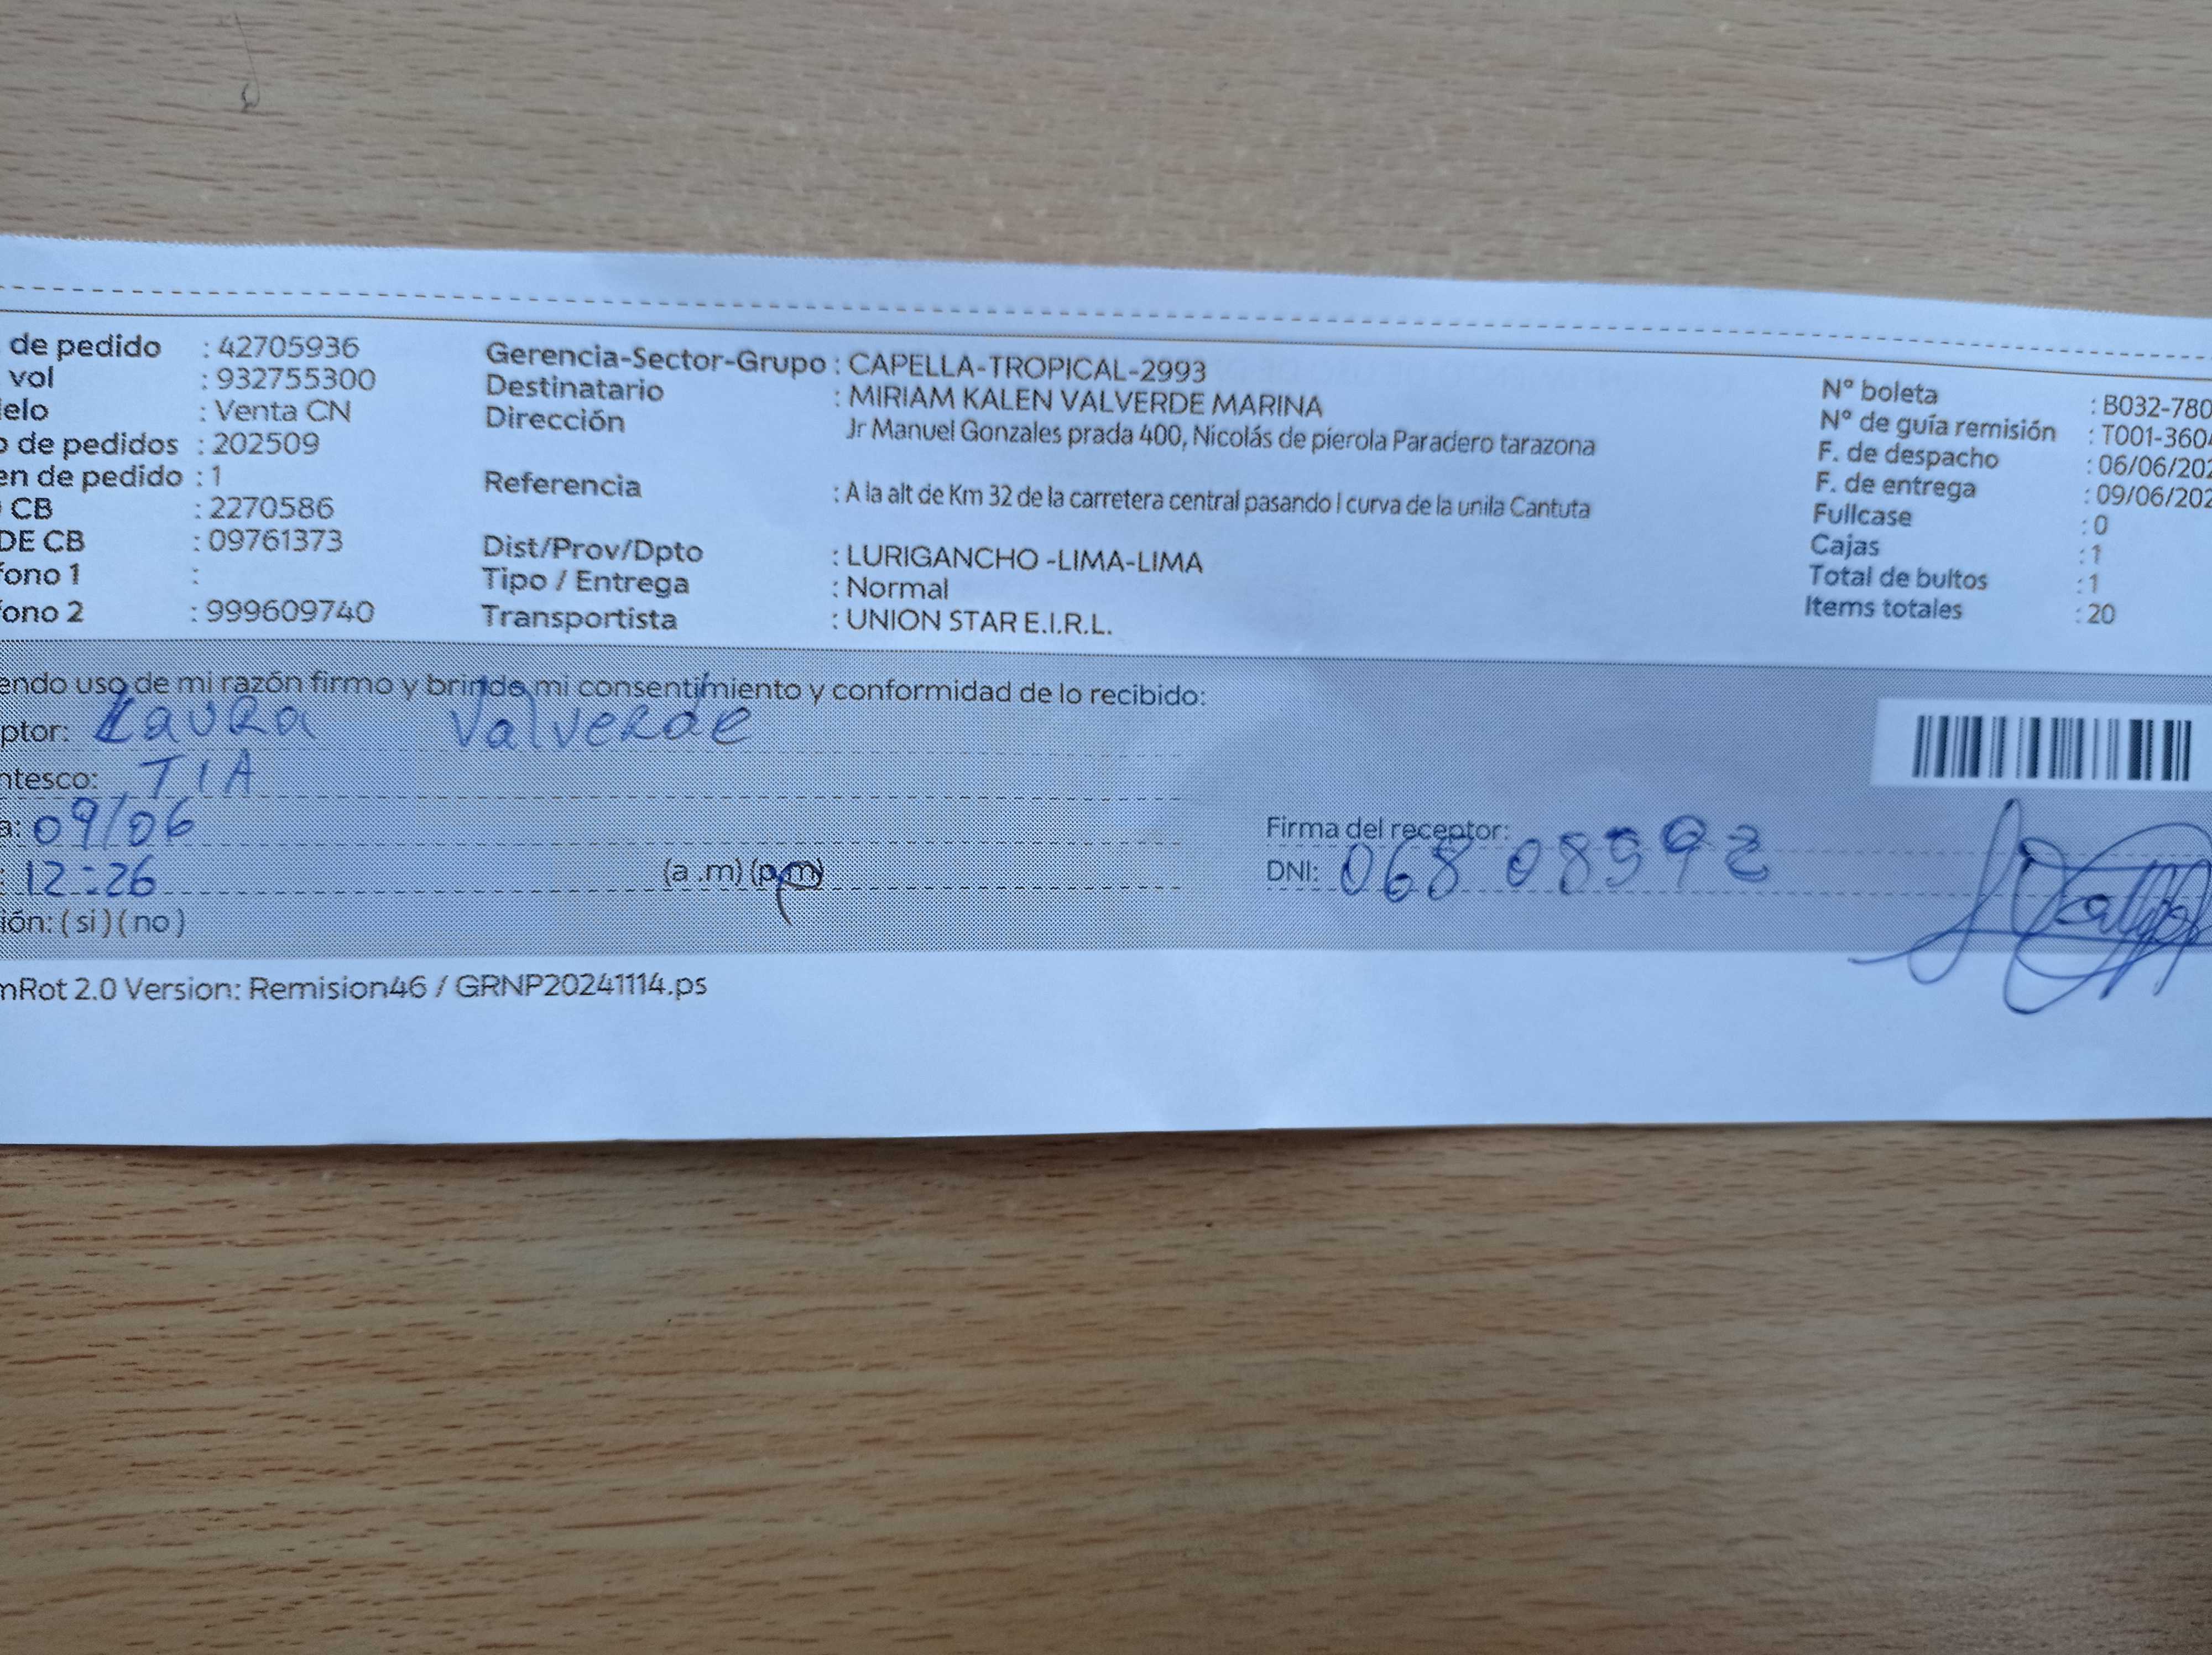 de pedido : 42705936
vol : 932755300
elo : Venta CN
o de pedidos : 202509
en de pedido : 1
CB : 2270586
DE CB : 09761373
fono 1 :
fono 2 : 999609740
Gerencia-Sector-Grupo : CAPELLA-TROPICAL-2993
Destinatario : MIRIAM KALEN VALVERDE MARINA
Dirección Jr Manuel Gonzales prada 400, Nicolás de pierola Paradero tarazona
Referencia : A la alt de Km 32 de la carretera central pasando l curva de la unila Cantuta
Dist/Prov/Dpto : LURIGANCHO -LIMA-LIMA
Tipo / Entrega : Normal
Transportista : UNION STAR E.I.R.L.
N° boleta : B032-780
N° de guía remisión : T001-360
F. de despacho : 06/06/202
F. de entrega : 09/06/202
Fullcase : 0
Cajas : 1
Total de bultos : 1
Items totales : 20
endo uso de mi razón firmo y brindo mi consentimiento y conformidad de lo recibido:
ptor: Laura Valverde
ntesco: TIA
a: 09/06
: 12:26 (a .m) (p.m)
ión: ( si ) ( no )
Firma del receptor:
DNI: 06808592
mRot 2.0 Version: Remision46 / GRNP20241114.ps